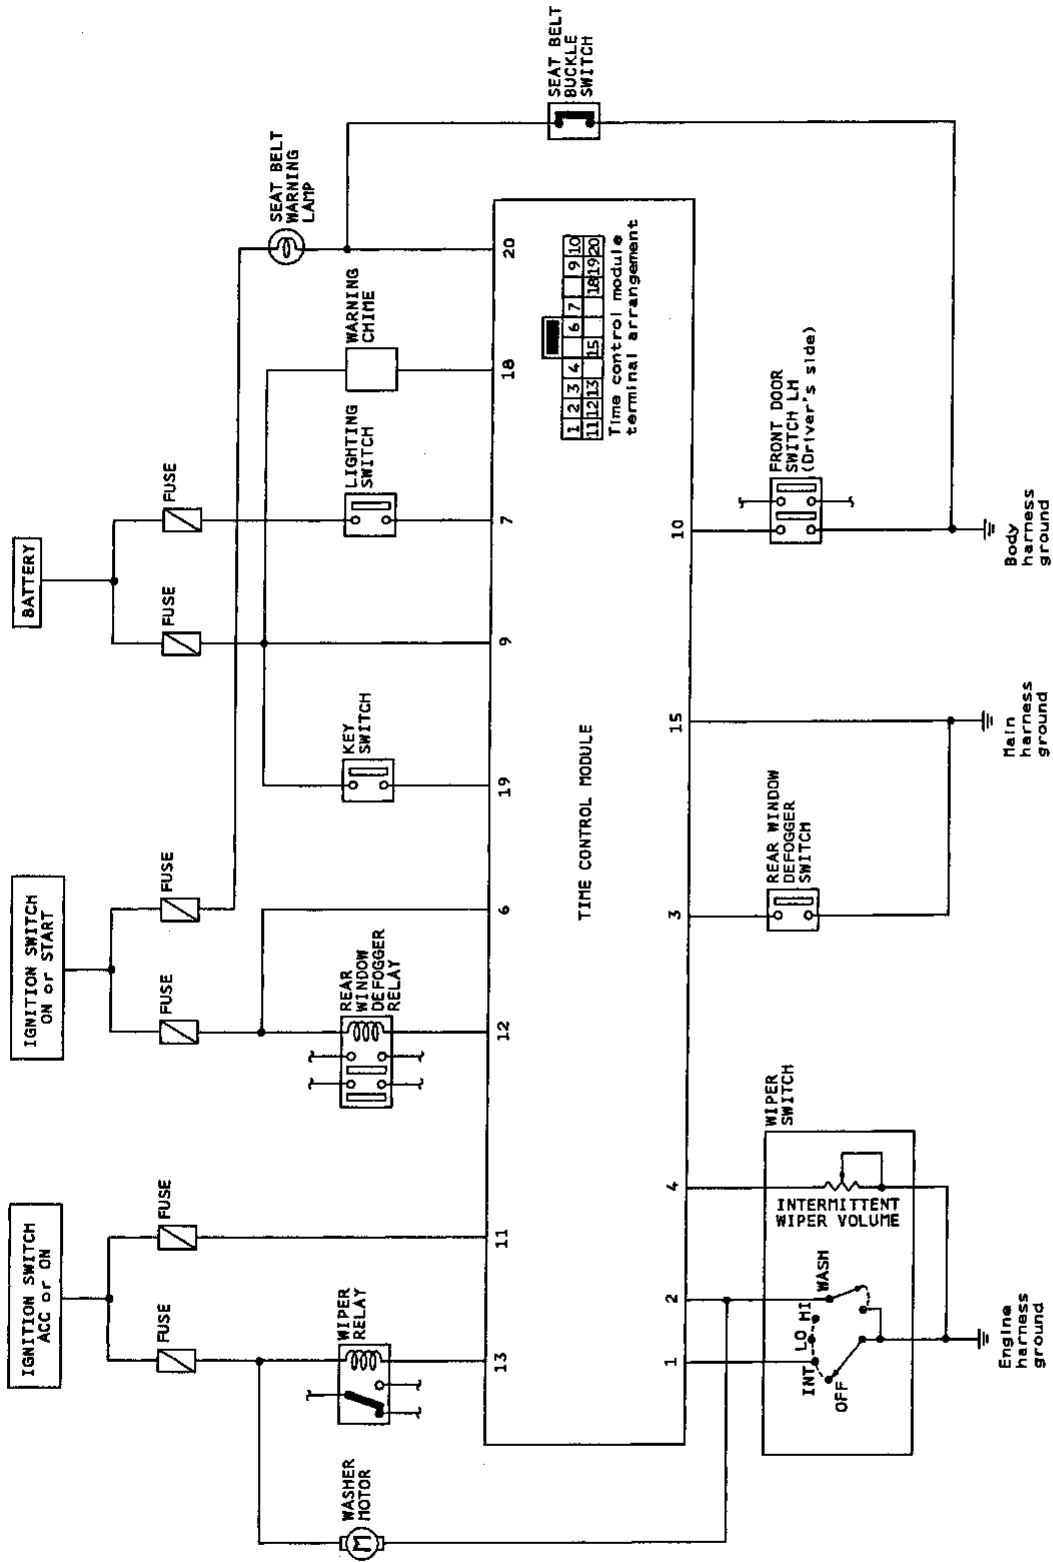 IGNITION SWITCH
ACC or ON
IGNITION SWITCH
ON or START
BATTERY
FUSE
FUSE
FUSE
FUSE
FUSE
FUSE
WASHER
MOTOR
WIPER
RELAY
REAR
WINDOW
DEFOGGER
RELAY
KEY
SWITCH
LIGHTING
SWITCH
WARNING
CHIME
SEAT BELT
WARNING
LAMP
SEAT BELT
BUCKLE
SWITCH
13
11
12
6
19
9
7
18
20
TIME CONTROL MODULE
1 2 3 4 6 7 9 10
11 12 13 15 18 19 20
Time control module
terminal arrangement
1
2
4
3
15
10
WIPER
SWITCH
INTERMITTENT
WIPER VOLUME
OFF
INT
LO
HI
WASH
REAR WINDOW
DEFOGGER
SWITCH
FRONT DOOR
SWITCH LH
(Driver's side)
Engine
harness
ground
Main
harness
ground
Body
harness
ground
M